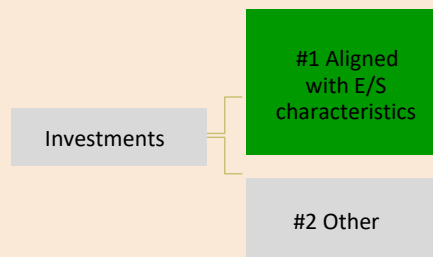 #1 Aligned
with E/S
characteristics
Investments
#2 Other